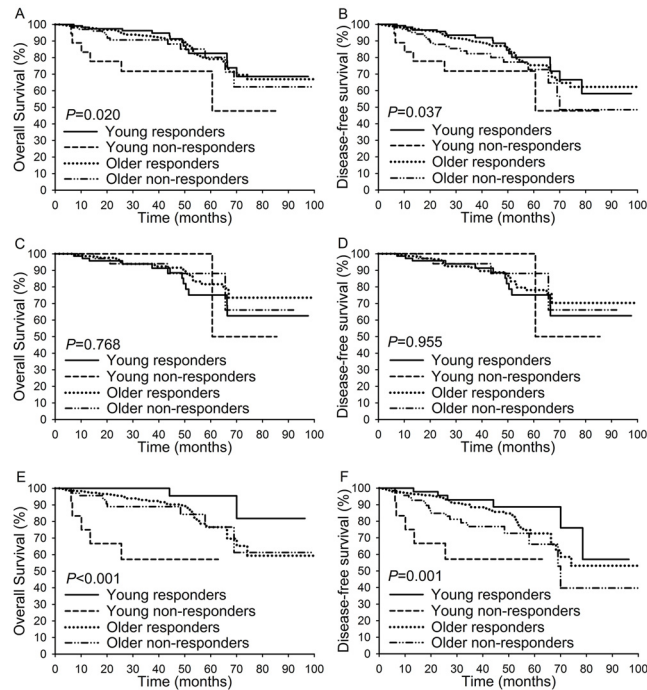 A
Overall Survival (%)
100
90
80
70
60
50
40
30
20
10
0
P=0.020
Young responders
Young non-responders
Older responders
Older non-responders
0 10 20 30 40 50 60 70 80 90 100
Time (months)
B
Disease-free survival (%)
100
90
80
70
60
50
40
30
20
10
0
P=0.037
Young responders
Young non-responders
Older responders
Older non-responders
0 10 20 30 40 50 60 70 80 90 100
Time (months)
C
Overall Survival (%)
100
90
80
70
60
50
40
30
20
10
0
P=0.768
Young responders
Young non-responders
Older responders
Older non-responders
0 10 20 30 40 50 60 70 80 90 100
Time (months)
D
Disease-free survival (%)
100
90
80
70
60
50
40
30
20
10
0
P=0.955
Young responders
Young non-responders
Older responders
Older non-responders
0 10 20 30 40 50 60 70 80 90 100
Time (months)
E
Overall Survival (%)
100
90
80
70
60
50
40
30
20
10
0
P<0.001
Young responders
Young non-responders
Older responders
Older non-responders
0 10 20 30 40 50 60 70 80 90 100
Time (months)
F
Disease-free survival (%)
100
90
80
70
60
50
40
30
20
10
0
P=0.001
Young responders
Young non-responders
Older responders
Older non-responders
0 10 20 30 40 50 60 70 80 90 100
Time (months)